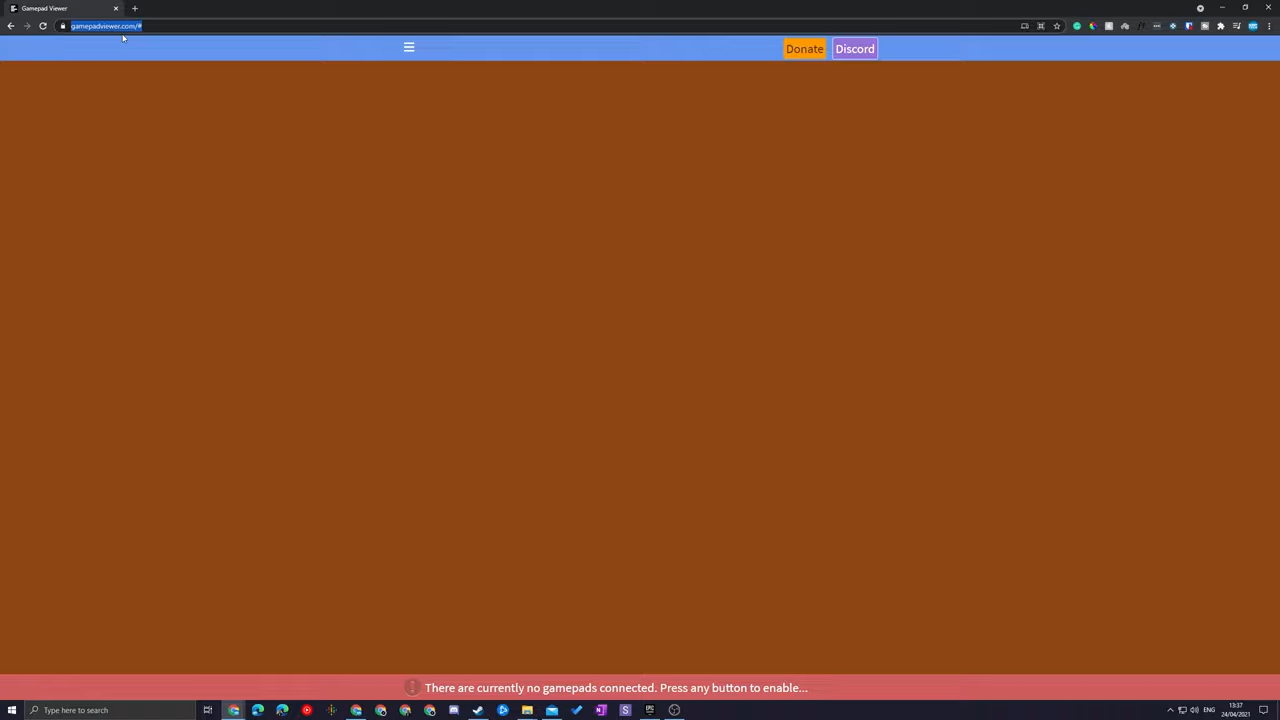 Gamepad Viewer
gamepadviewer.com/#
Donate
Discord
There are currently no gamepads connected. Press any button to enable...
Type here to search
ENG
13:37
24/04/2021